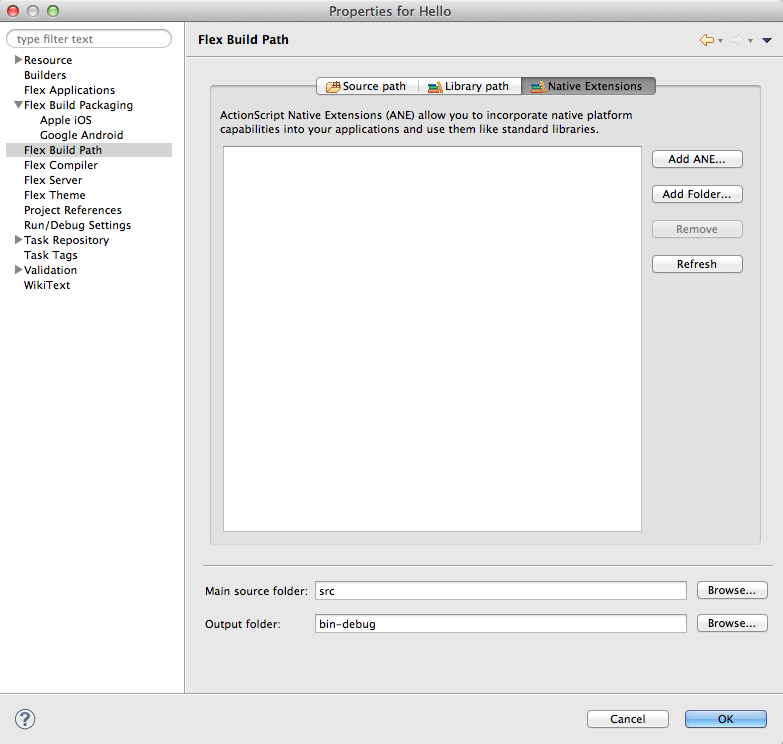 Properties for Hello
type filter text
Resource
Builders
Flex Applications
Flex Build Packaging
Apple iOS
Google Android
Flex Build Path
Flex Compiler
Flex Server
Flex Theme
Project References
Run/Debug Settings
Task Repository
Task Tags
Validation
WikiText
Flex Build Path
Source path Library path Native Extensions
ActionScript Native Extensions (ANE) allow you to incorporate native platform
capabilities into your applications and use them like standard libraries.
Add ANE...
Add Folder...
Remove
Refresh
Main source folder: src Browse...
Output folder: bin-debug Browse...
? Cancel OK